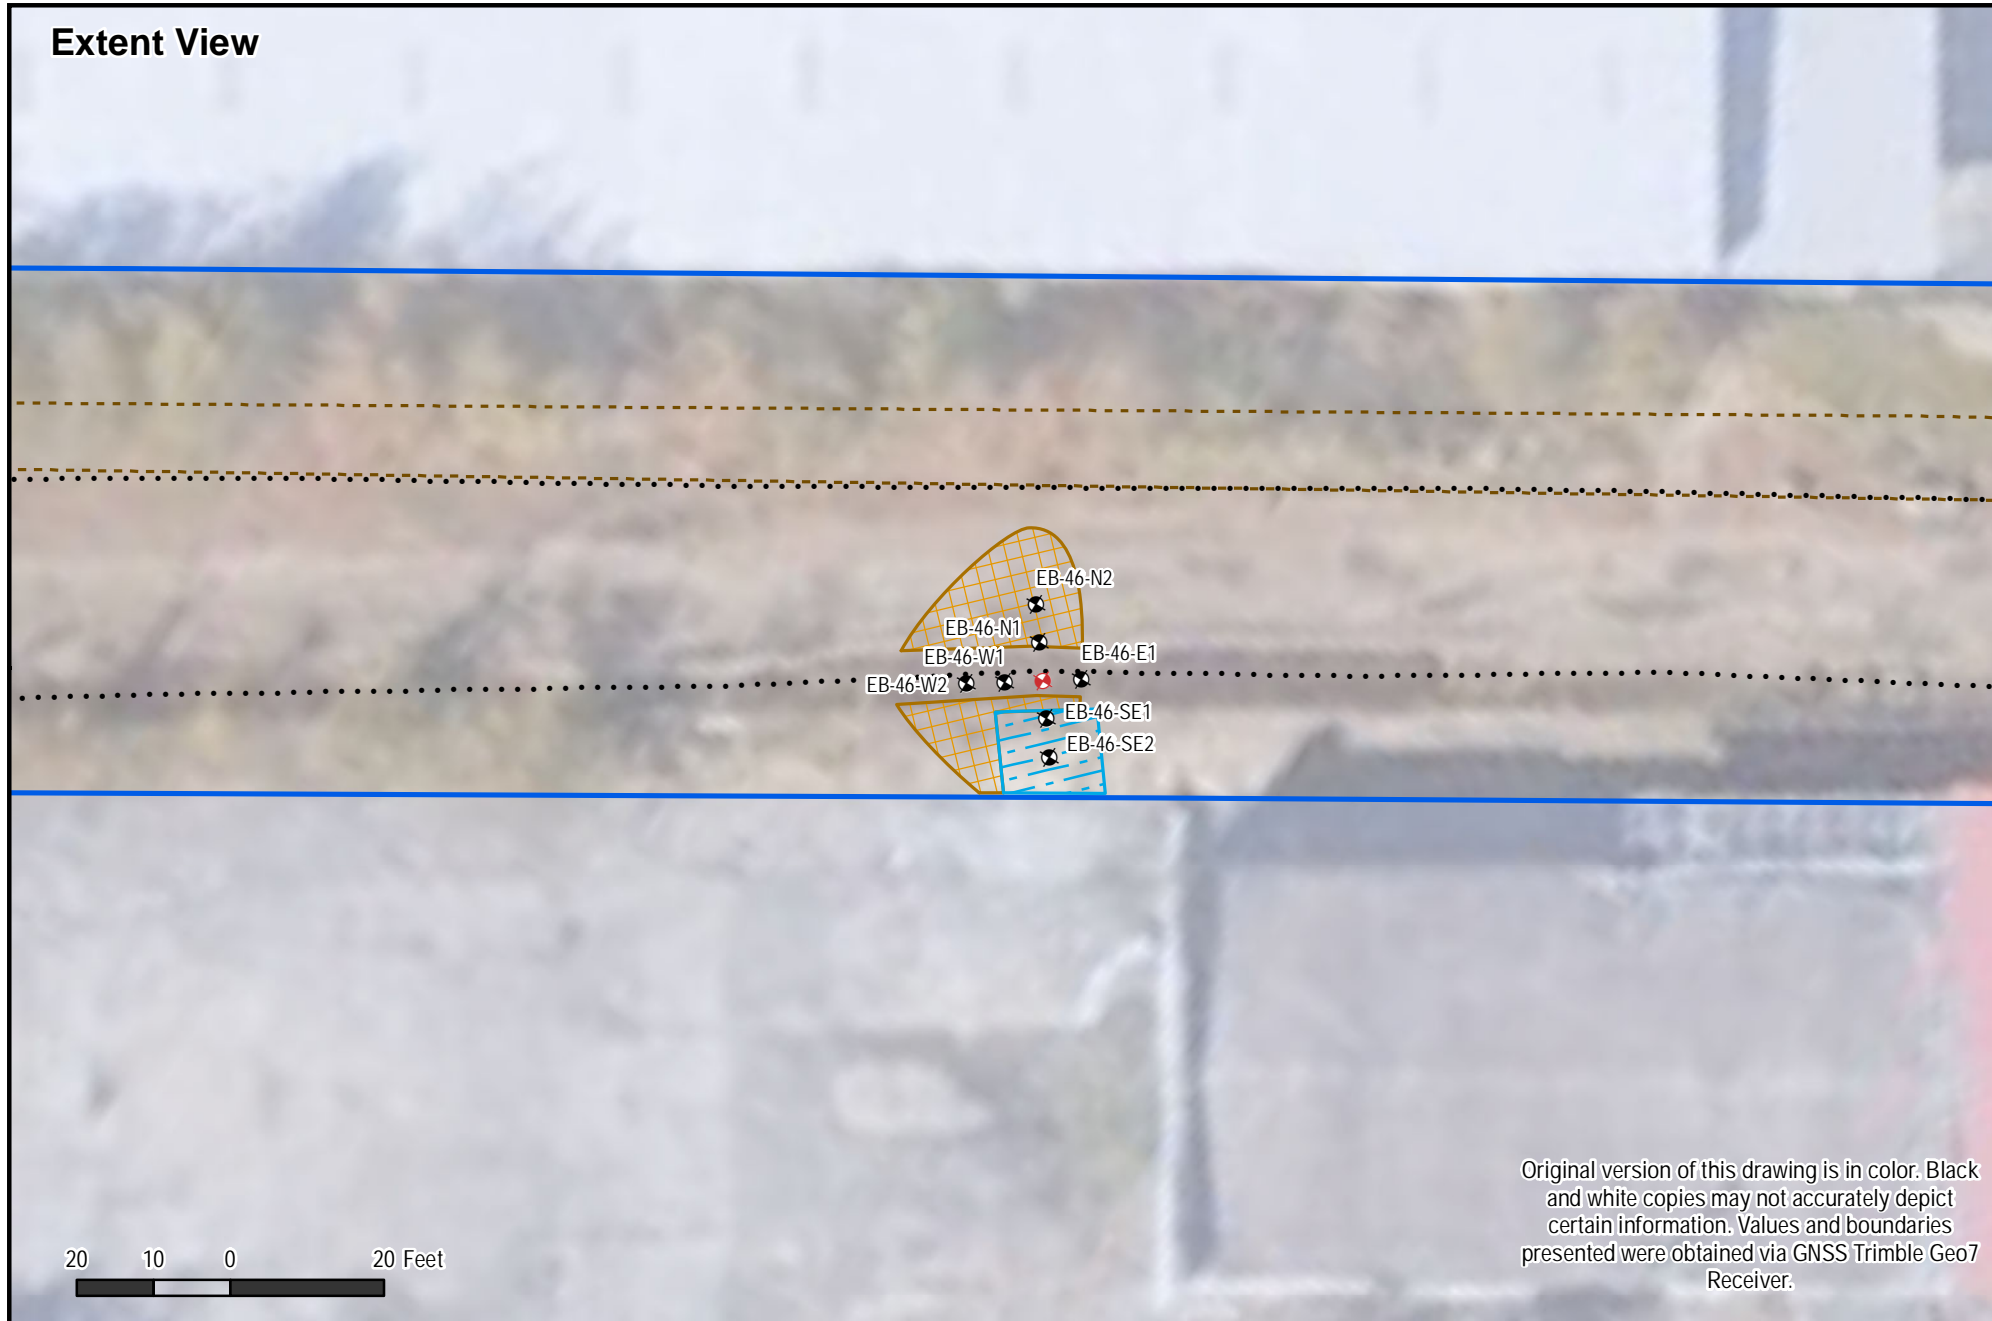 Extent View
EB-46-N2
EB-46-N1
EB-46-W1
EB-46-E1
EB-46-W2
EB-46-SE1
EB-46-SE2
Original version of this drawing is in color. Black
and white copies may not accurately depict
certain information. Values and boundaries
presented were obtained via GNSS Trimble Geo7
Receiver.
20 10 0 20 Feet